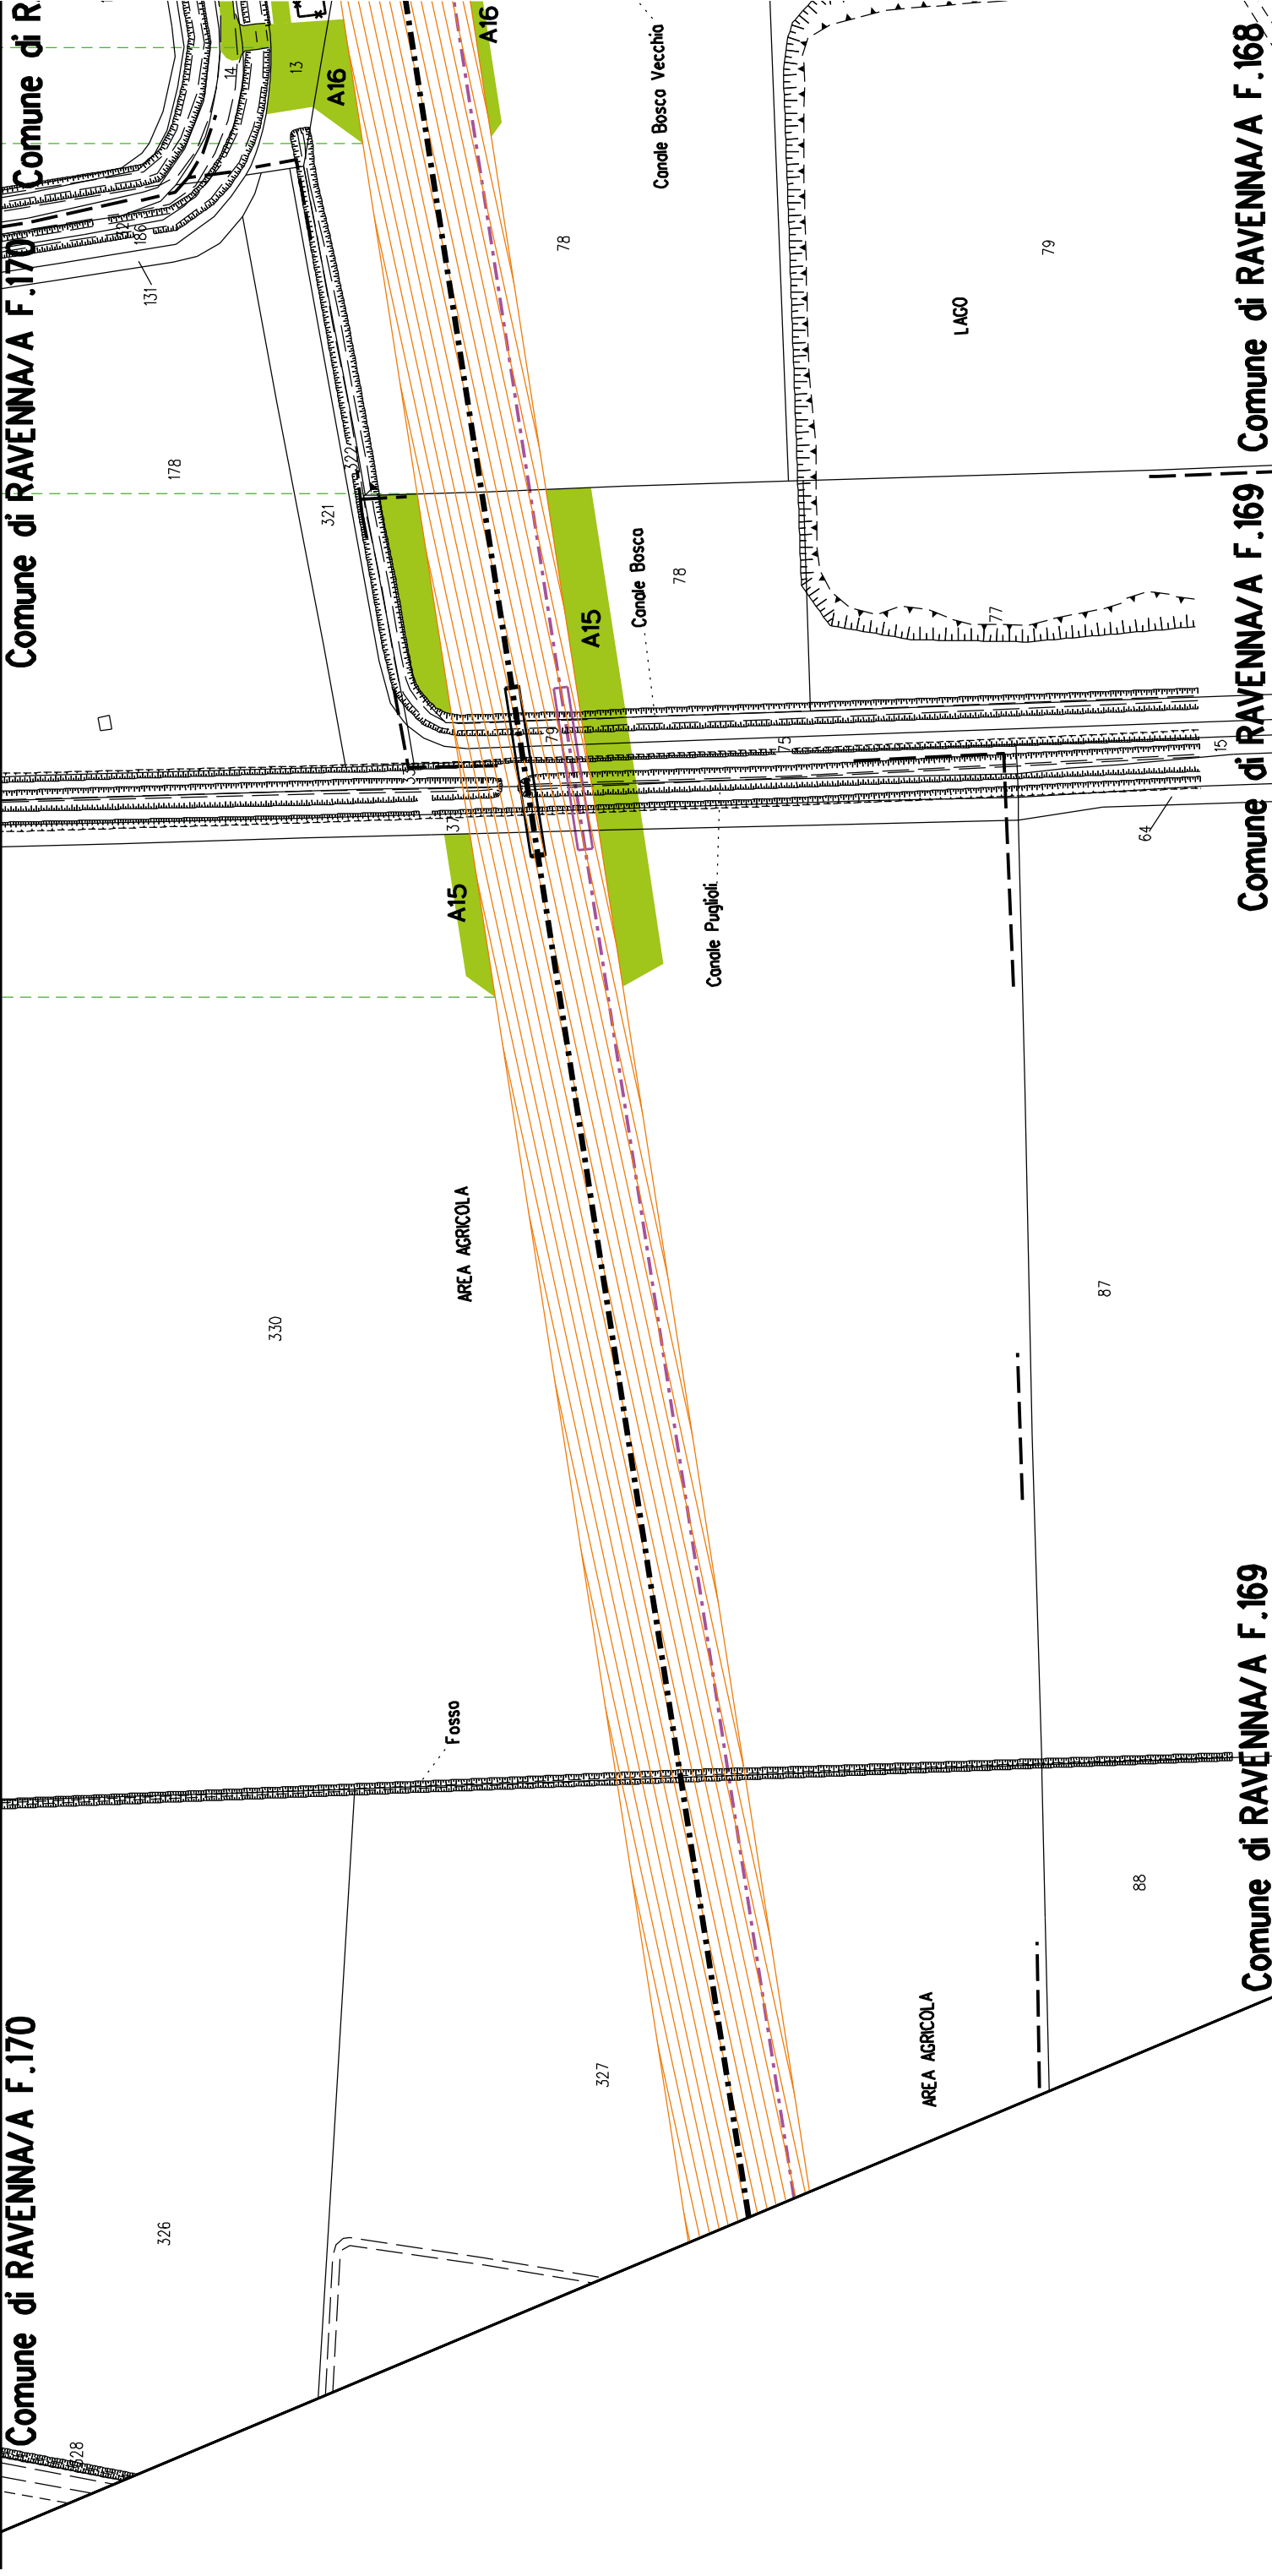 Comune di RAVENNA/A F.170
Comune di RAVENNA/A F.170
Comune di R
326
327
330
178
321
322
131
186
14
13
A16
A16
Fosso
AREA AGRICOLA
AREA AGRICOLA
A15
A15
37
79
78
78
75
Canale Bosca Vecchia
Canale Bosca
Canale Puglioli
LAGO
79
77
64
15
87
88
Comune di RAVENNA/A F.169
Comune di RAVENNA/A F.169
Comune di RAVENNA/A F.168